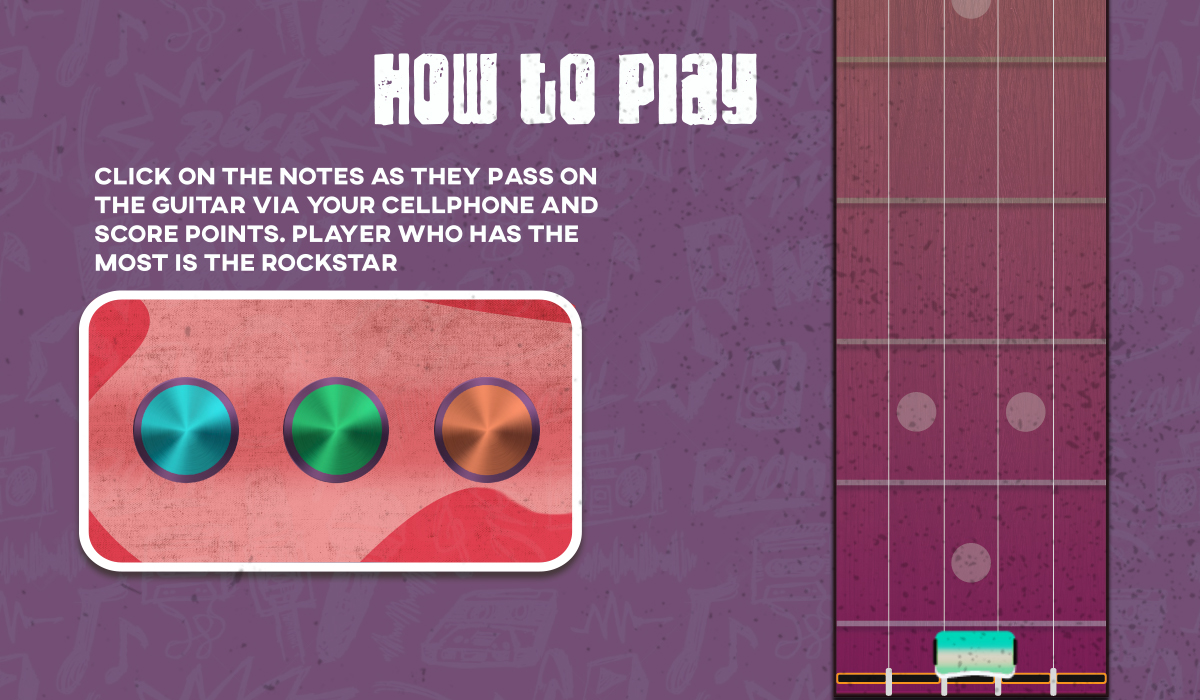 How to Play
CLICK ON THE NOTES AS THEY PASS ON
THE GUITAR VIA YOUR CELLPHONE AND
SCORE POINTS. PLAYER WHO HAS THE
MOST IS THE ROCKSTAR